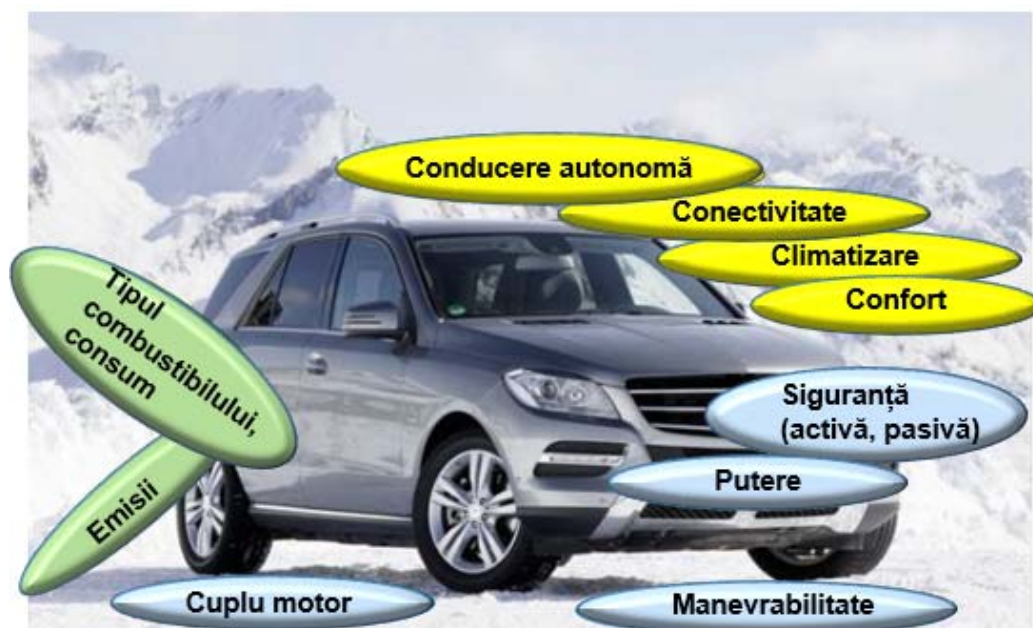 Conducere autonomă
Conectivitate
Climatizare
Confort
Tipul
combustibilului,
consum
Siguranță
(activă, pasivă)
Putere
Emisii
Cuplu motor
Manevrabilitate